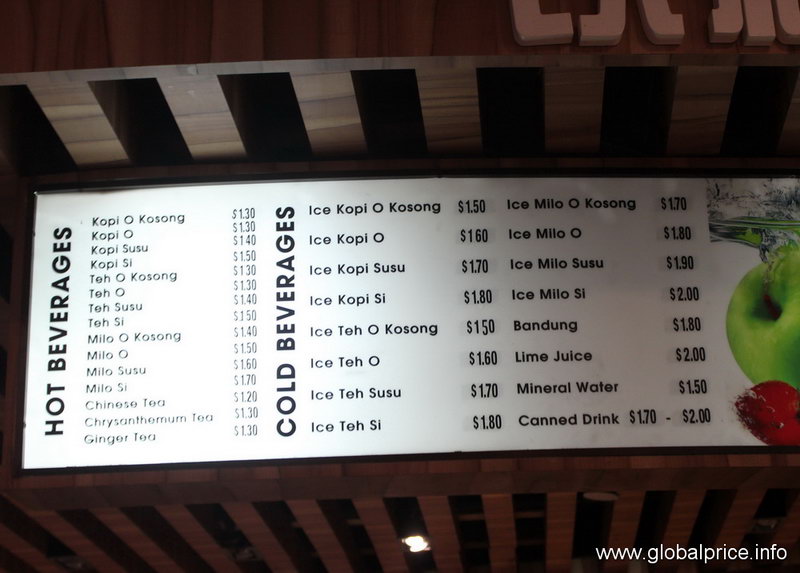 HOT BEVERAGES
Kopi O Kosong $1.30
Kopi O $1.30
Kopi Susu $1 40
Kopi Si $1.50
Teh O Kosong $1.30
Teh O $1.30
Teh Susu $1.40
Teh Si $1 50
Milo O Kosong $1.40
Milo O $1.50
Milo Susu $1.60
Milo Si $1.70
Chinese Tea $1.20
Chrysanthemum Tea $1.30
Ginger Tea $1.30
COLD BEVERAGES
Ice Kopi O Kosong $1.50
Ice Kopi O $1 60
Ice Kopi Susu $1.70
Ice Kopi Si $1.80
Ice Teh O Kosong $1 50
Ice Teh O $1.60
Ice Teh Susu $1.70
Ice Teh Si $1.80
Ice Milo O Kosong $1.70
Ice Milo O $1.80
Ice Milo Susu $1.90
Ice Milo Si $2.00
Bandung $1.80
Lime Juice $2.00
Mineral Water $1.50
Canned Drink $1.70 - $2.00
www.globalprice.info